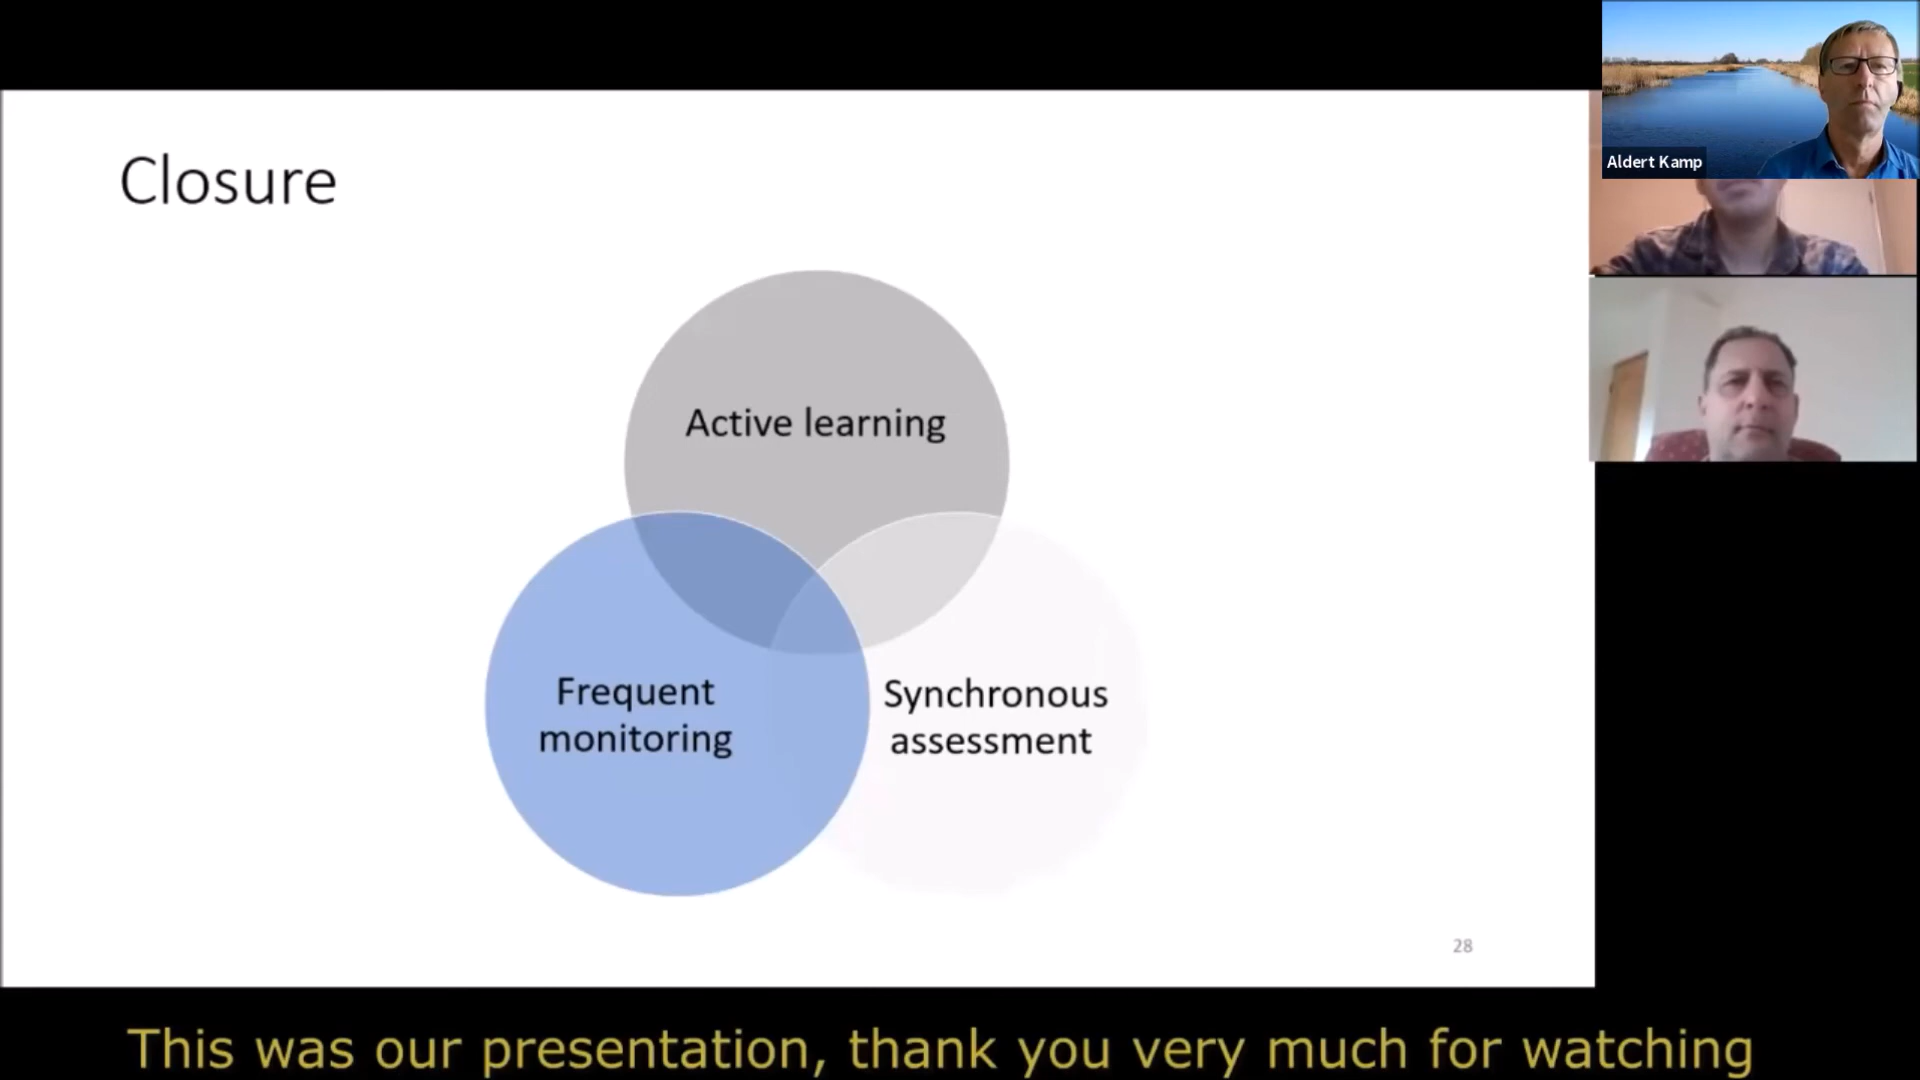 Aldert Kamp
Closure
Active learning
Frequent
monitoring
Synchronous
assessment
28
This was our presentation, thank you very much for watching